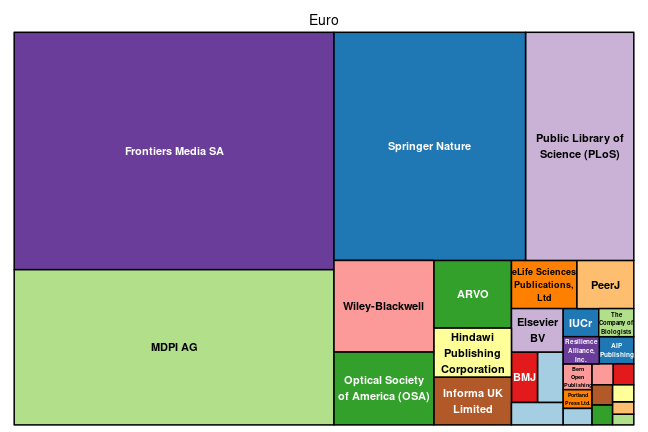 Euro
Frontiers Media SA
Springer Nature
Public Library of
Science (PLoS)
MDPI AG
Wiley-Blackwell
Optical Society
of America (OSA)
ARVO
Hindawi
Publishing
Corporation
Informa UK
Limited
eLife Sciences
Publications,
Ltd
PeerJ
Elsevier
BV
IUCr
The
Company of
Biologists
Resilience
Alliance,
Inc.
AIP
Publishing
BMJ
Bern
Open
Publishing
Portland
Press Ltd.